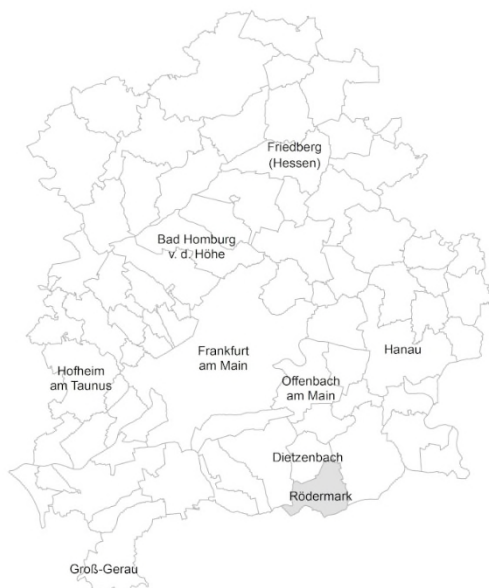 Friedberg
(Hessen)
Bad Homburg
v. d. Höhe
Frankfurt
am Main
Hanau
Hofheim
am Taunus
Offenbach
am Main
Dietzenbach
Rödermark
Groß-Gerau